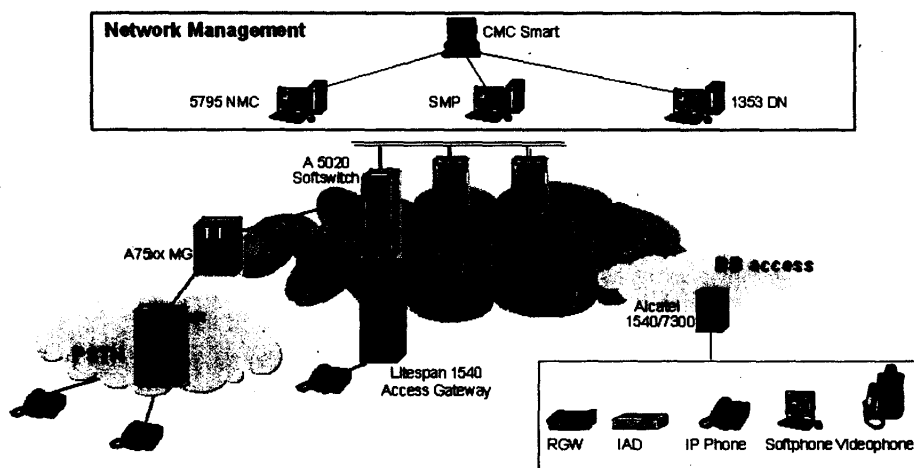 Network Management
CMC Smart
5795 NMC
SMP
1353 DN
A 5020
Softswitch
A75xx MG
BB access
Alcatel
1540/7300
PSTN
Litespan 1540
Access Gateway
RGW
IAD
IP Phone
Softphone
Videophone